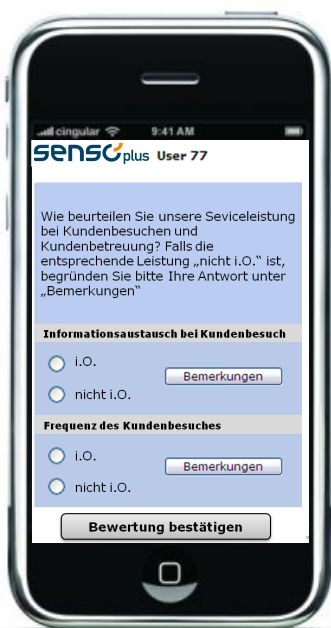 cingular 9:41 AM
sensoplus User 77
Wie beurteilen Sie unsere Seviceleistung
bei Kundenbesuchen und
Kundenbetreuung? Falls die
entsprechende Leistung „nicht i.O.“ ist,
begründen Sie bitte Ihre Antwort unter
„Bemerkungen“
Informationsaustausch bei Kundenbesuch
i.O.
Bemerkungen
nicht i.O.
Frequenz des Kundenbesuches
i.O.
Bemerkungen
nicht i.O.
Bewertung bestätigen